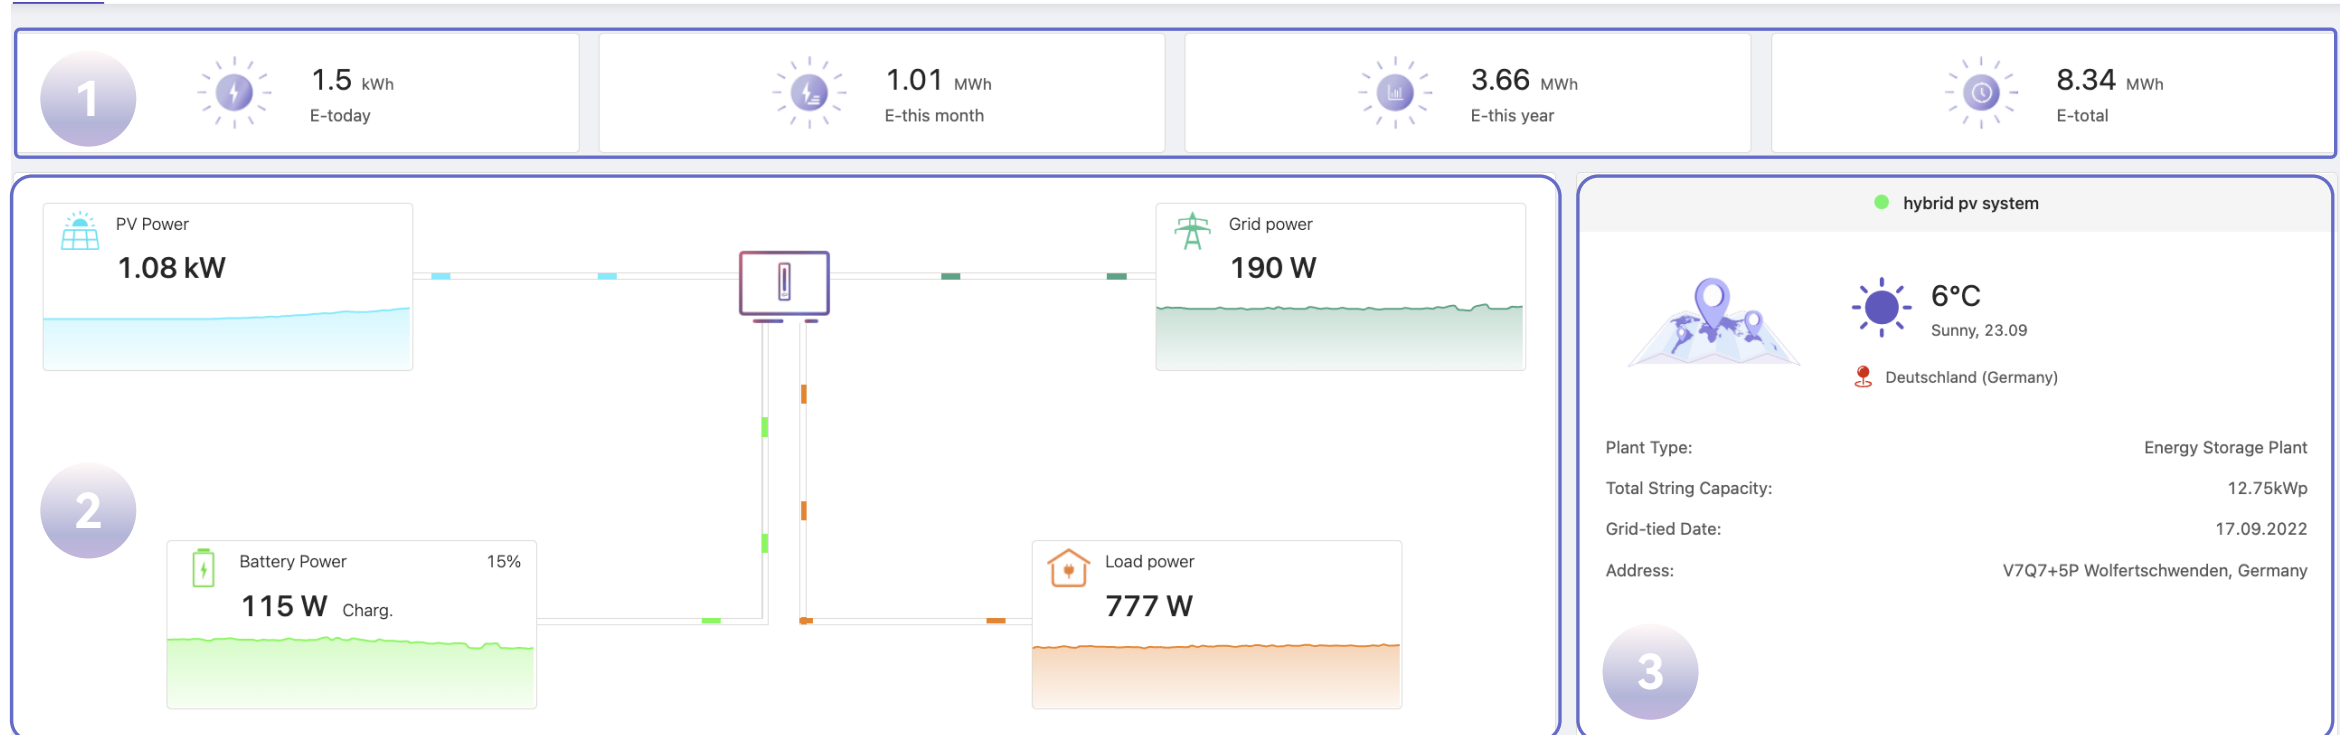 1
1.5 kWh
E-today
1.01 MWh
E-this month
3.66 MWh
E-this year
8.34 MWh
E-total
2
PV Power
1.08 kW
Grid power
190 W
Battery Power 15%
115 W Charg.
Load power
777 W
hybrid pv system
6°C
Sunny, 23.09
Deutschland (Germany)
Plant Type: Energy Storage Plant
Total String Capacity: 12.75kWp
Grid-tied Date: 17.09.2022
Address: V7Q7+5P Wolfertschwenden, Germany
3